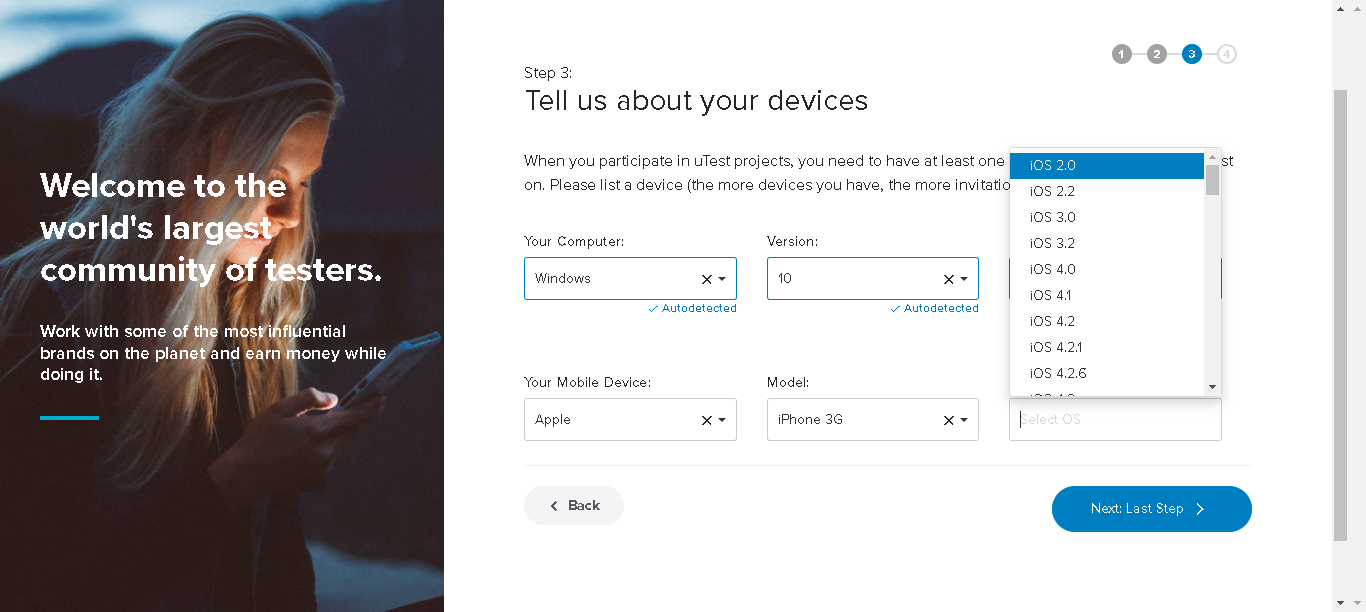 Welcome to the
world's largest
community of testers.
Work with some of the most influential
brands on the planet and earn money while
doing it.
1 2 3 4
Step 3:
Tell us about your devices
When you participate in uTest projects, you need to have at least one
st
on. Please list a device (the more devices you have, the more
Your Computer:
Version:
Windows
10
Autodetected
Autodetected
iOS 2.0
iOS 2.2
iOS 3.0
iOS 3.2
iOS 4.0
iOS 4.1
iOS 4.2
iOS 4.2.1
iOS 4.2.6
Your Mobile Device:
Model:
Apple
iPhone 3G
Select OS
Back
Next: Last Step